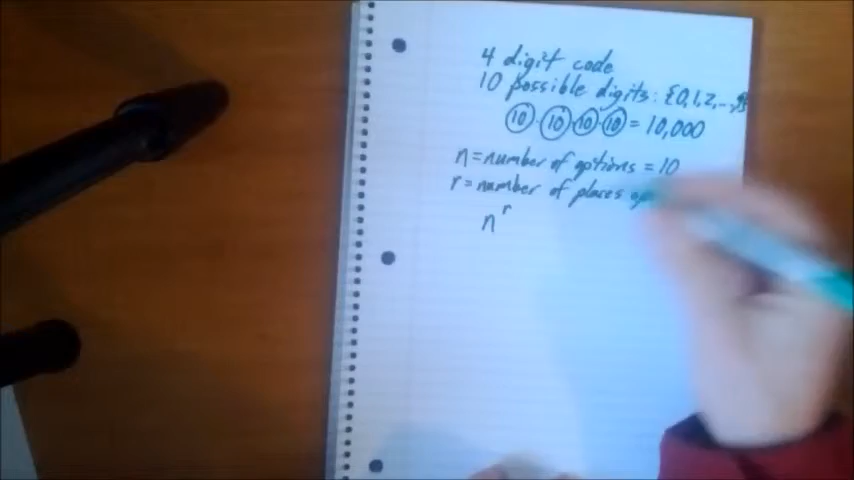 4 digit code
10 possible digits: {0,1,2,...,9}
10 · 10 · 10 · 10 = 10,000
n = number of options = 10
r = number of places
n^r